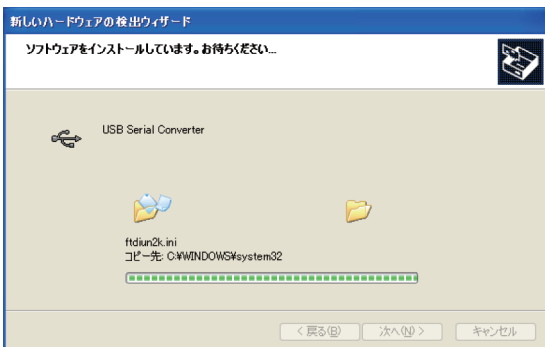 新しいハードウェアの検出ウィザード
ソフトウェアをインストールしています。お待ちください...
USB Serial Converter
ftdiun2k.ini
コピー先: C:¥WINDOWS¥system32
< 戻る(B) 次へ(N) > キャンセル